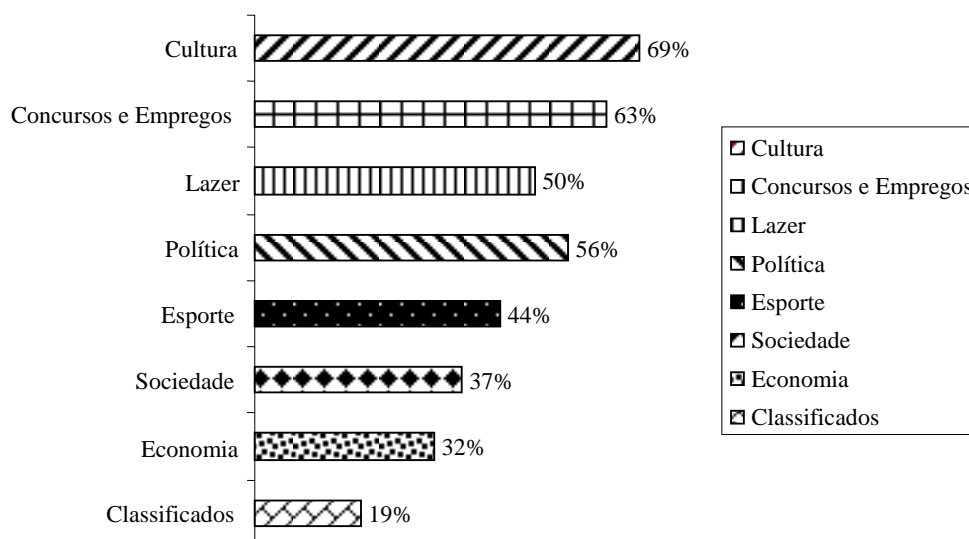 Cultura 69%
Concursos e Empregos 63%
Lazer 50%
Política 56%
Esporte 44%
Sociedade 37%
Economia 32%
Classificados 19%
Cultura
Concursos e Empregos
Lazer
Política
Esporte
Sociedade
Economia
Classificados